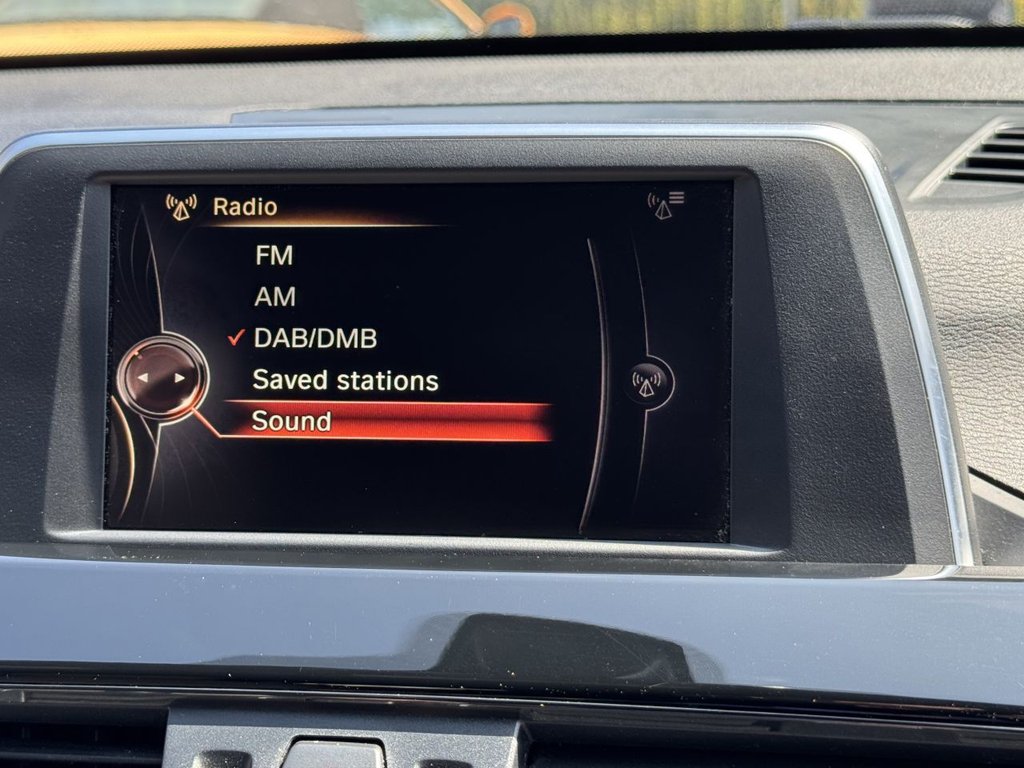 Radio
FM
AM
DAB/DMB
Saved stations
Sound